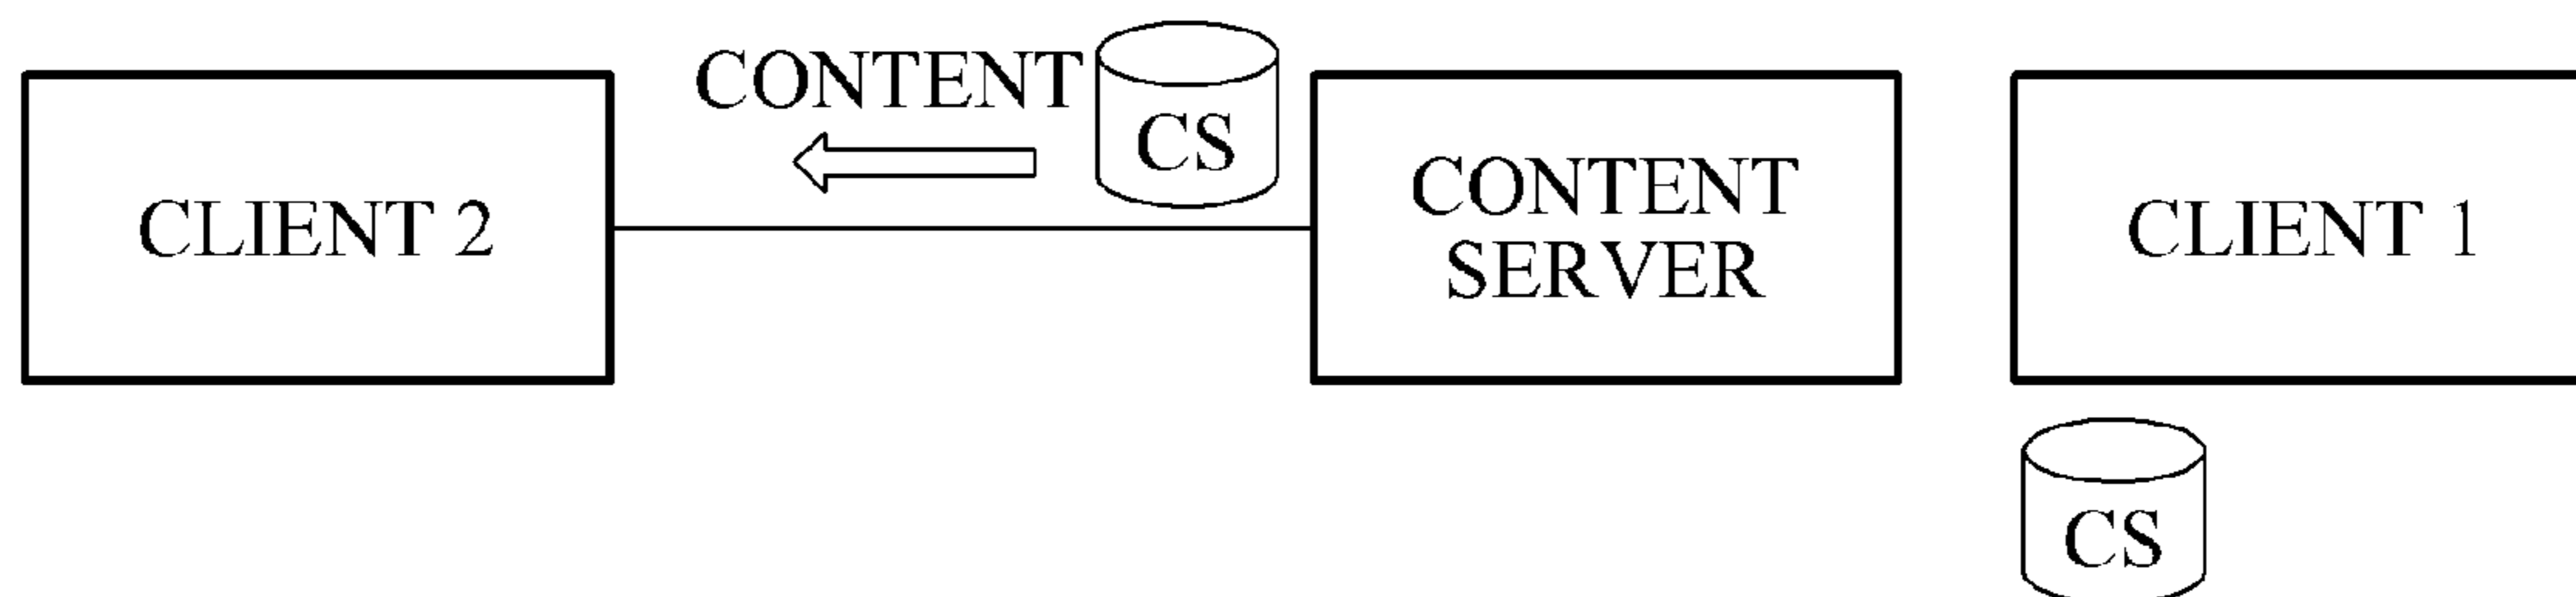 CONTENT
CS
CLIENT 2
CONTENT
SERVER
CLIENT 1
CS